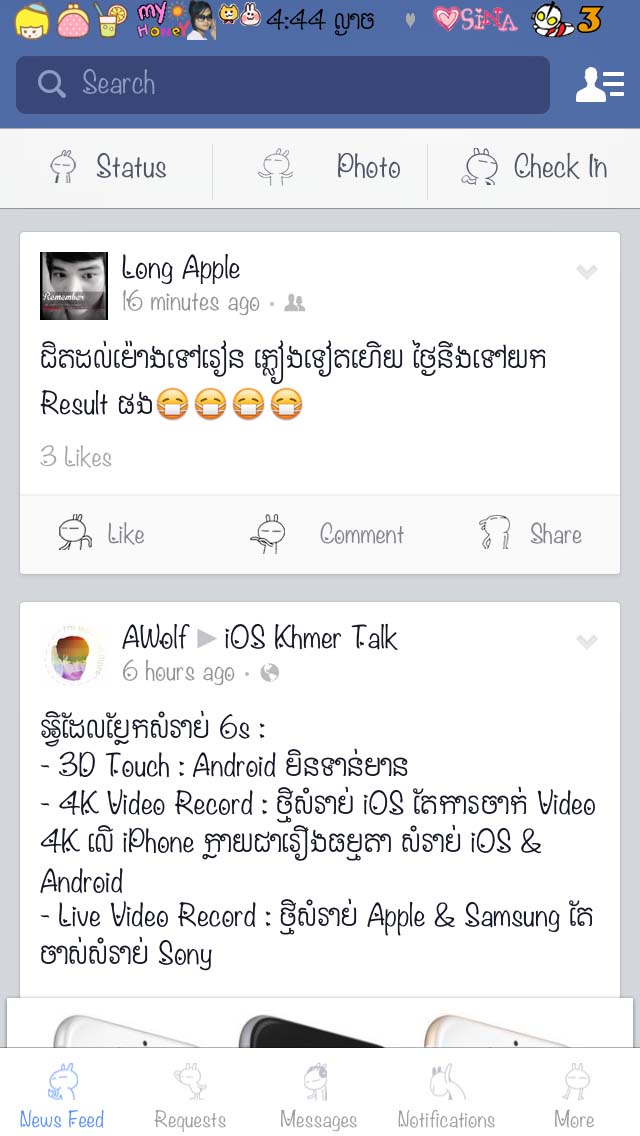 my HONEY 4:44 ល្ងាច SiNA 3
Search
Status Photo Check In
Long Apple
Remember
16 minutes ago
ជិតដល់ម៉ោងទៅរៀន ភ្លៀងទៀតហើយ ថ្ងៃនឹងទៅយក
Result ផង😷😷😷😷
3 Likes
Like Comment Share
AWolf ▶ iOS Khmer Talk
6 hours ago
អ្វីដែលប្លែកសំរាប់ 6s :
- 3D Touch : Android មិនទាន់មាន
- 4K Video Record : ថ្មីសំរាប់ iOS តែការចាក់ Video
4K លើ iPhone ក្លាយជារឿងធម្មតា សំរាប់ iOS &
Android
- Live Video Record : ថ្មីសំរាប់ Apple & Samsung តែ
ចាស់សំរាប់ Sony
News Feed Requests Messages Notifications More